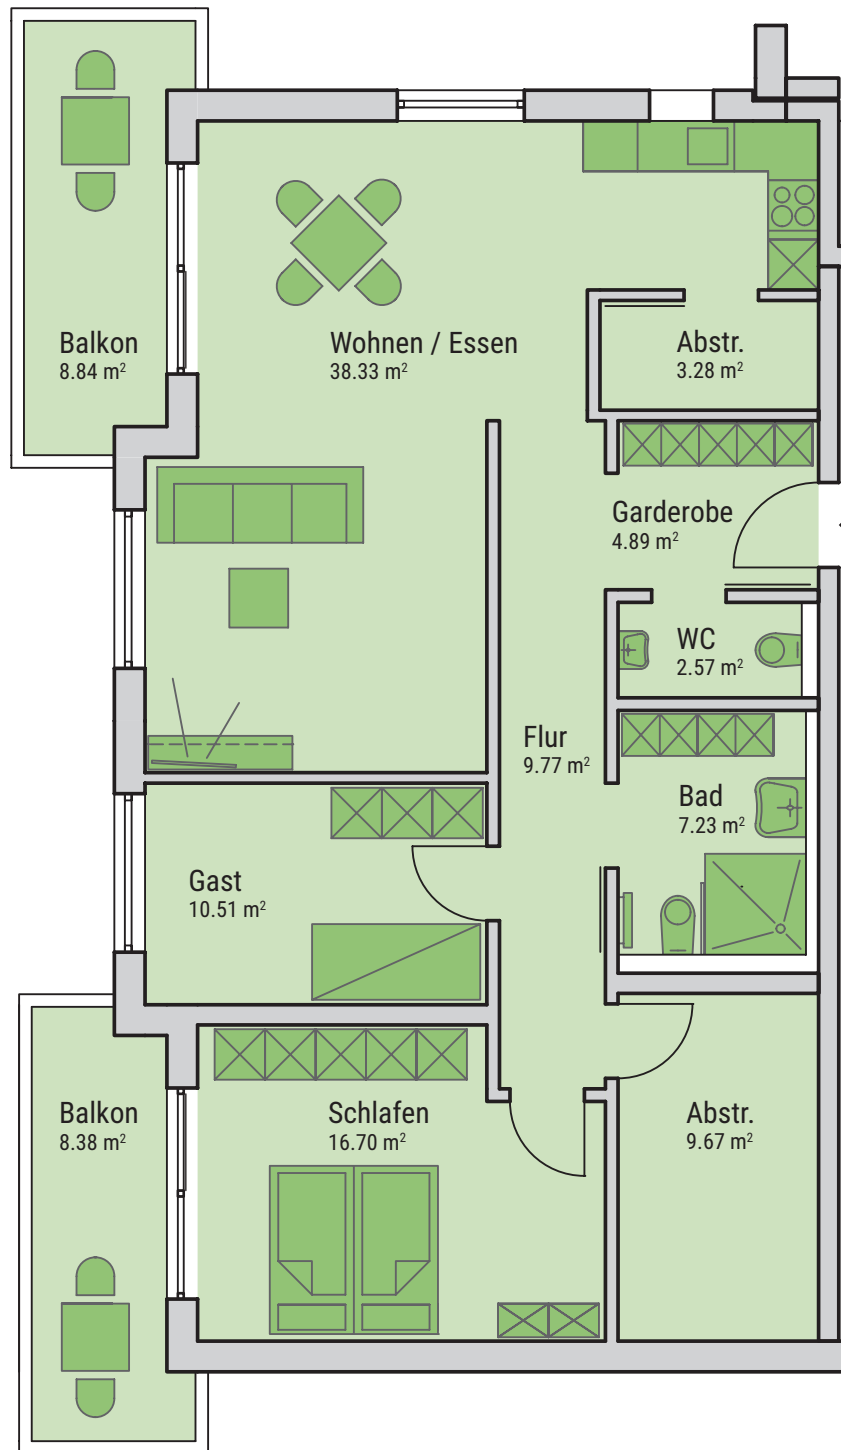 Balkon
8.84 m²
Wohnen / Essen
38.33 m²
Abstr.
3.28 m²
Garderobe
4.89 m²
WC
2.57 m²
Flur
9.77 m²
Bad
7.23 m²
Gast
10.51 m²
Balkon
8.38 m²
Schlafen
16.70 m²
Abstr.
9.67 m²